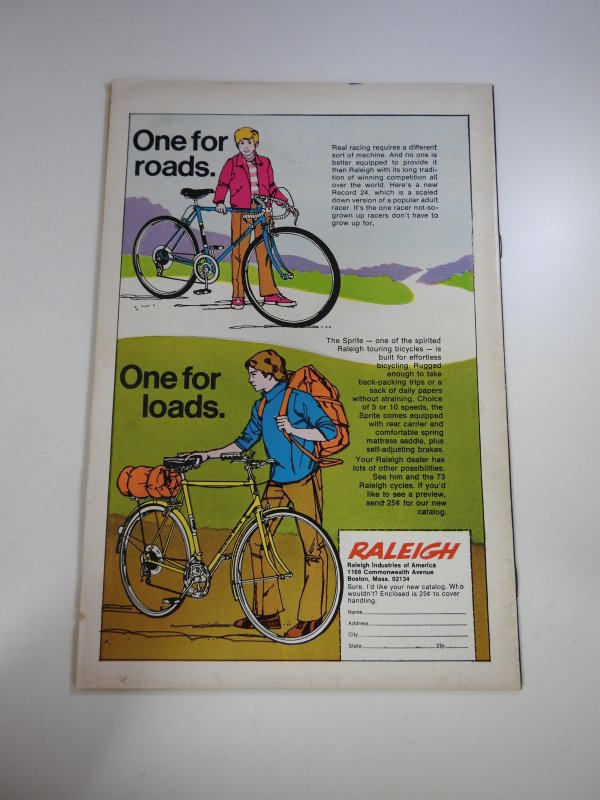 One for
roads.
Real racing requires a different
sort of machine. And no one is
better equipped to provide it
than Raleigh with its long tradi-
tion of winning competition all
over the world. Here's a new
Record 24, which is a scaled
down version of a popular adult
racer. It's the one racer not-so-
grown up racers don't have to
grow up for.
The Sprite — one of the spirited
Raleigh touring bicycles — is
built for effortless
bicycling. Rugged
enough to take
back-packing trips or a
sack of daily papers
without straining. Choice
of 5 or 10 speeds, the
Sprite comes equipped
with rear carrier and
comfortable spring
mattress saddle, plus
self-adjusting brakes.
Your Raleigh dealer has
lots of other possibilities.
See him and the 73
Raleigh cycles. If you'd
like to see a preview,
send 25¢ for our new
catalog.
One for
loads.
RALEIGH
Raleigh Industries of America
1168 Commonwealth Avenue
Boston, Mass. 02134
Sure, I'd like your new catalog. Who
wouldn't? Enclosed is 25¢ to cover
handling.
Name
Address
City
State Zip